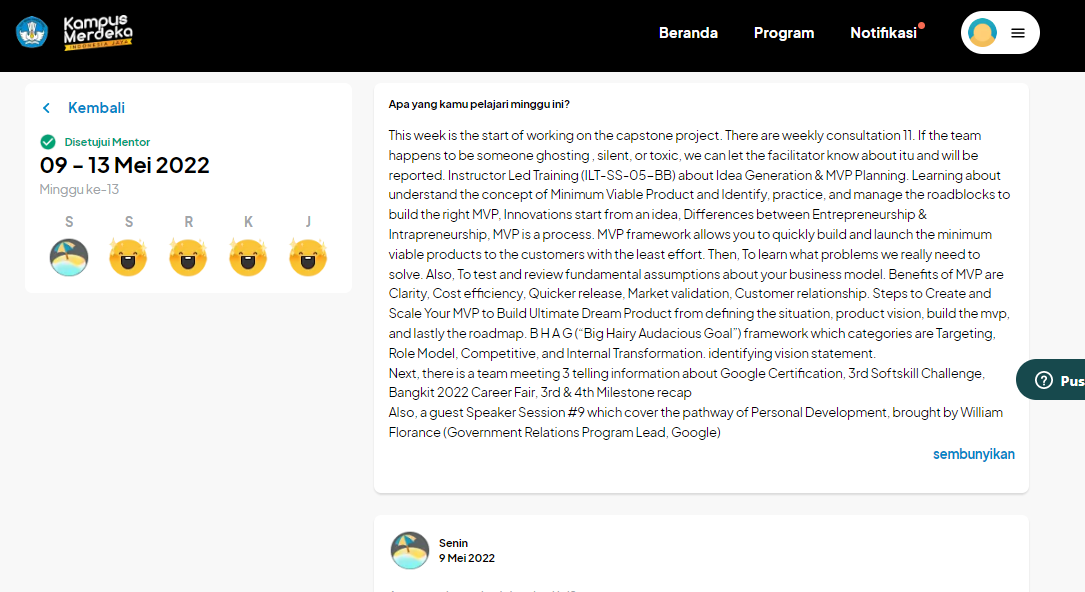 Kampus
Merdeka
INDONESIA JAYA
Beranda
Program
Notifikasi
Kembali
Disetujui Mentor
09 - 13 Mei 2022
Minggu ke-13
S S R K J
Apa yang kamu pelajari minggu ini?
This week is the start of working on the capstone project. There are weekly consultation 11. If the team
happens to be someone ghosting , silent, or toxic, we can let the facilitator know about itu and will be
reported. Instructor Led Training (ILT-SS-05-BB) about Idea Generation & MVP Planning. Learning about
understand the concept of Minimum Viable Product and Identify, practice, and manage the roadblocks to
build the right MVP, Innovations start from an idea, Differences between Entrepreneurship &
Intrapreneurship, MVP is a process. MVP framework allows you to quickly build and launch the minimum
viable products to the customers with the least effort. Then, To learn what problems we really need to
solve. Also, To test and review fundamental assumptions about your business model. Benefits of MVP are
Clarity, Cost efficiency, Quicker release, Market validation, Customer relationship. Steps to Create and
Scale Your MVP to Build Ultimate Dream Product from defining the situation, product vision, build the mvp,
and lastly the roadmap. B H A G (“Big Hairy Audacious Goal”) framework which categories are Targeting,
Role Model, Competitive, and Internal Transformation. identifying vision statement.
Next, there is a team meeting 3 telling information about Google Certification, 3rd Softskill Challenge,
Bangkit 2022 Career Fair, 3rd & 4th Milestone recap
Also, a guest Speaker Session #9 which cover the pathway of Personal Development, brought by William
Florance (Government Relations Program Lead, Google)
sembunyikan
Pus
Senin
9 Mei 2022